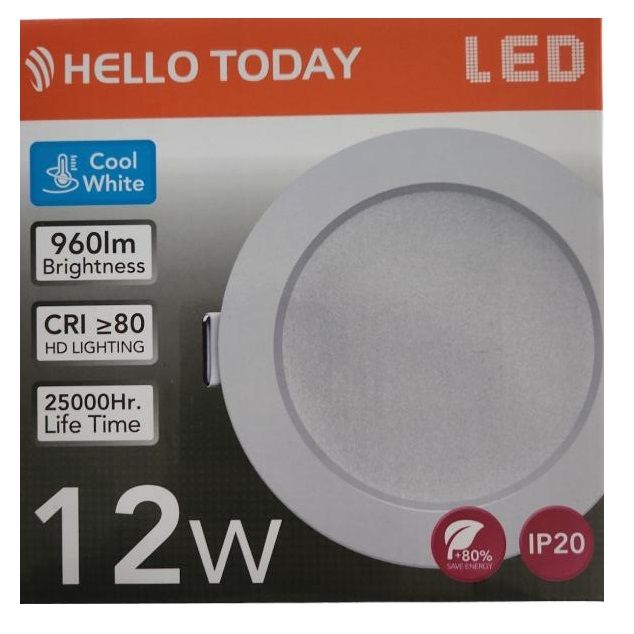 HELLO TODAY
LED
Cool
White
960lm
Brightness
CRI ≥80
HD LIGHTING
25000Hr.
Life Time
12W
+80%
SAVE ENERGY
IP20